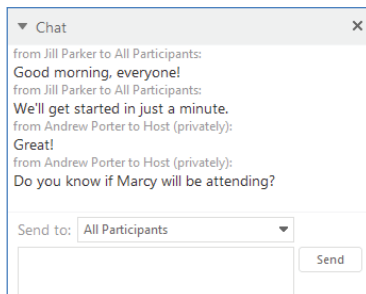 Chat
from Jill Parker to All Participants:
Good morning, everyone!
from Jill Parker to All Participants:
We'll get started in just a minute.
from Andrew Porter to Host (privately):
Great!
from Andrew Porter to Host (privately):
Do you know if Marcy will be attending?
Send to: All Participants
Send